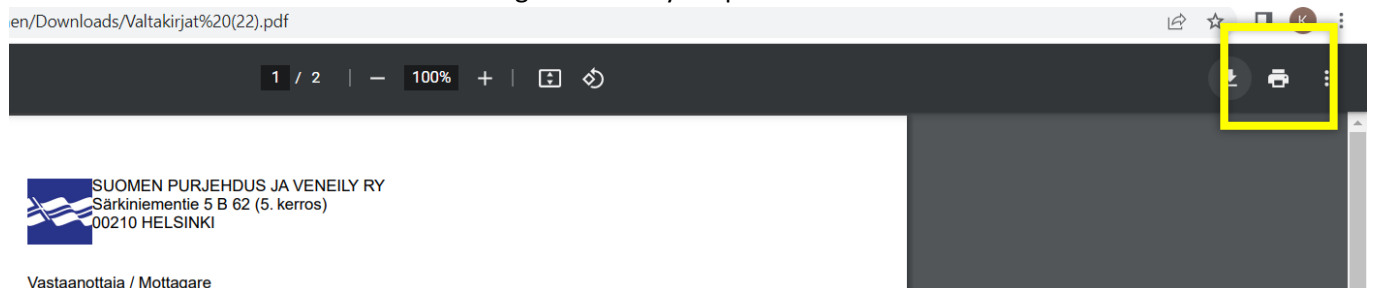 en/Downloads/Valtakirjat%20(22).pdf
K
1 / 2 | − 100% + |
SUOMEN PURJEHDUS JA VENEILY RY
Särkiniementie 5 B 62 (5. kerros)
00210 HELSINKI
Vastaanottaja / Mottagare